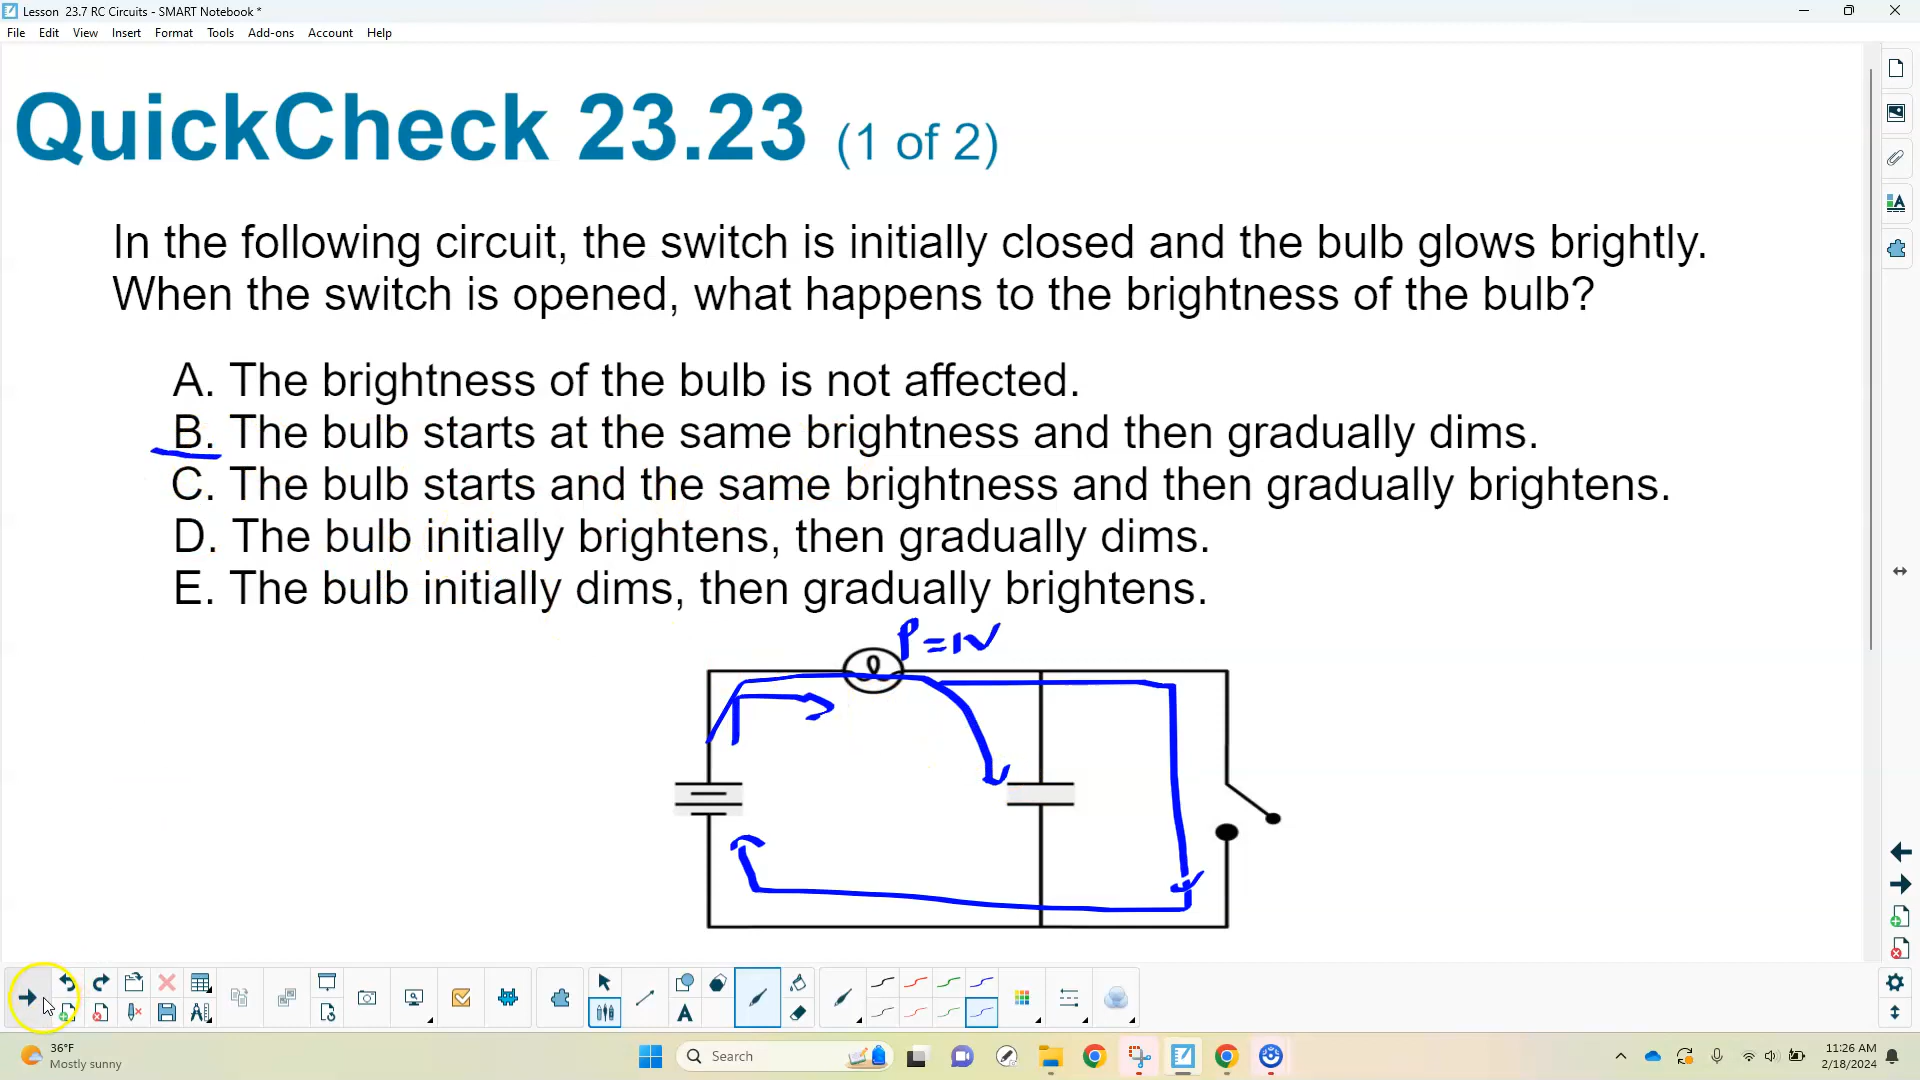 Lesson 23.7 RC Circuits - SMART Notebook *
File Edit View Insert Format Tools Add-ons Account Help
QuickCheck 23.23 (1 of 2)
In the following circuit, the switch is initially closed and the bulb glows brightly.
When the switch is opened, what happens to the brightness of the bulb?
A. The brightness of the bulb is not affected.
B. The bulb starts at the same brightness and then gradually dims.
C. The bulb starts and the same brightness and then gradually brightens.
D. The bulb initially brightens, then gradually dims.
E. The bulb initially dims, then gradually brightens.
P=IV
36°F
Mostly sunny
Search
11:26 AM
2/18/2024